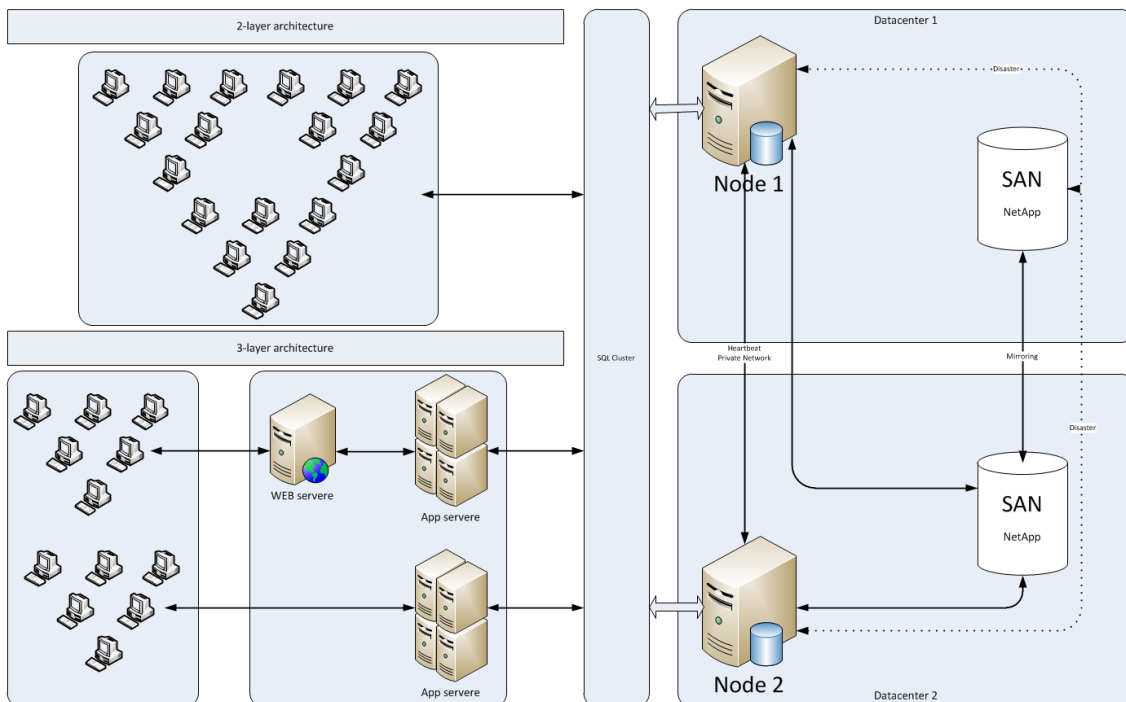 2-layer architecture
Datacenter 1
Disaster
Node 1
SAN
NetApp
3-layer architecture
SQL Cluster
Heartbeat
Private Network
Mirroring
Disaster
WEB servere
App servere
SAN
NetApp
App servere
Node 2
Datacenter 2